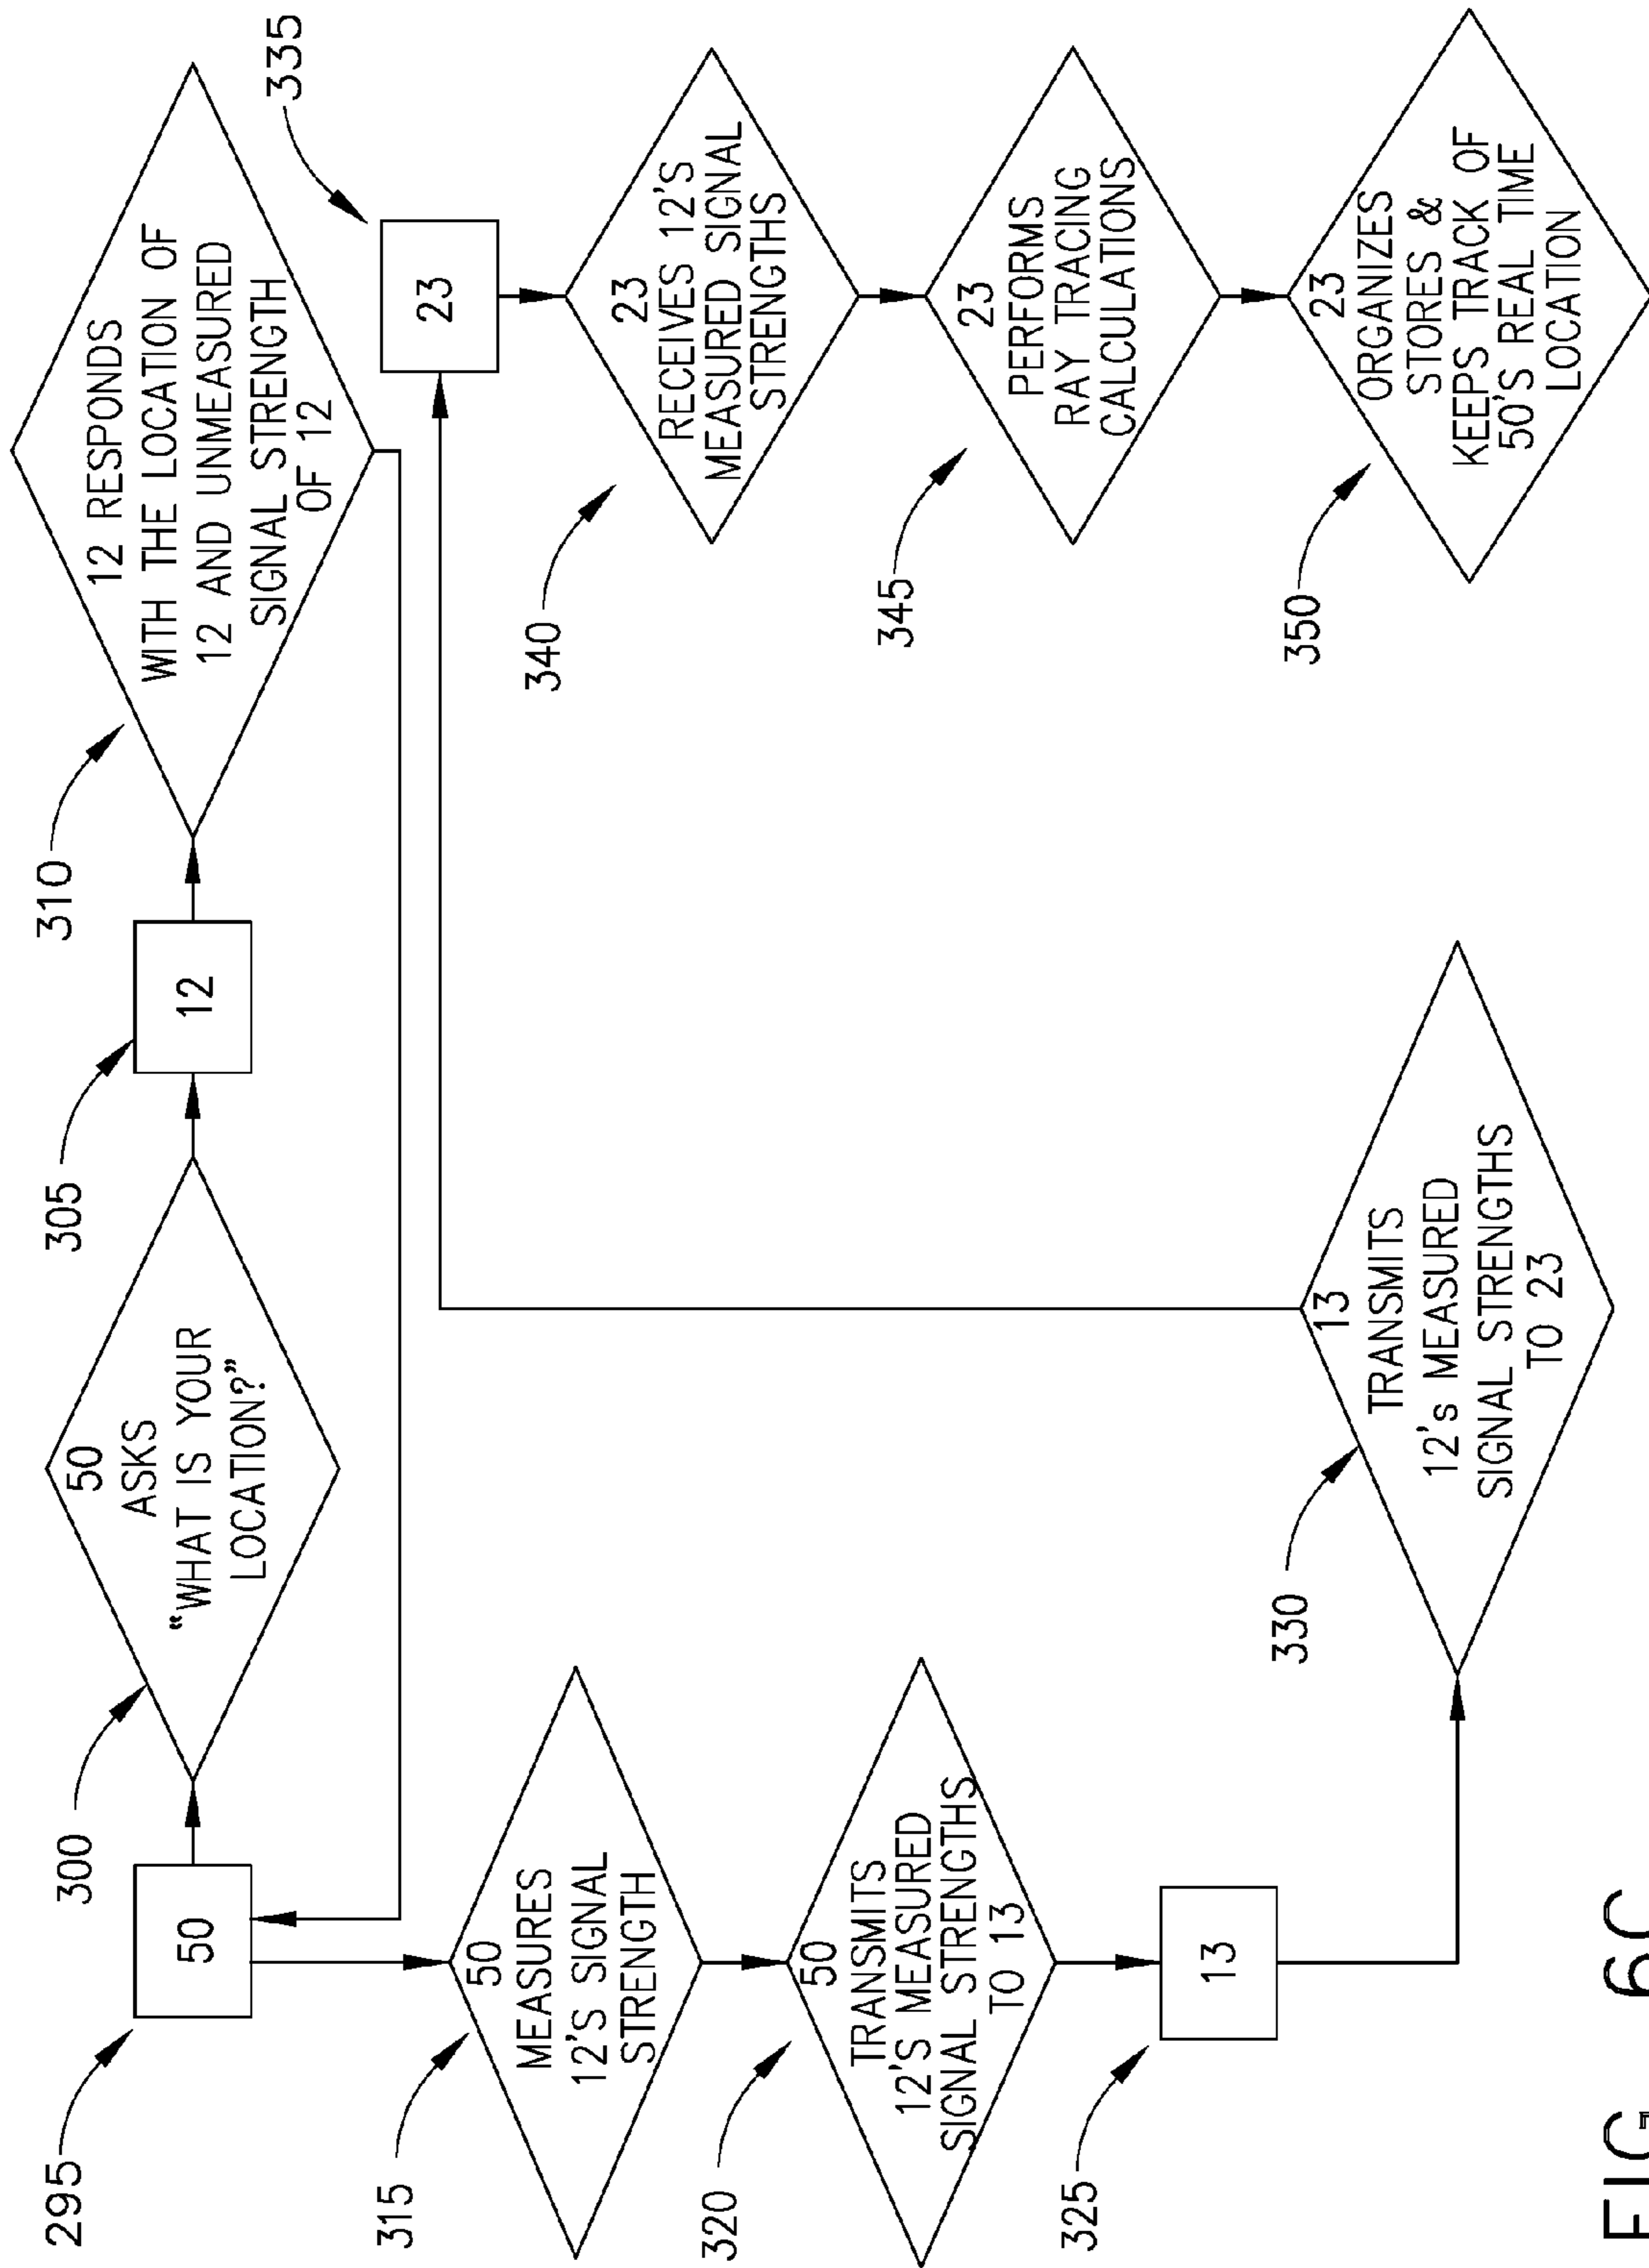 295
50
300
50
ASKS
"WHAT IS YOUR
LOCATION?"
305
12
310
12 RESPONDS
WITH THE LOCATION OF
12 AND UNMEASURED
SIGNAL STRENGTH
OF 12
315
50
MEASURES
12'S SIGNAL
STRENGTH
320
50
TRANSMITS
12'S MEASURED
SIGNAL STRENGTHS
TO 13
325
13
330
13
TRANSMITS
12's MEASURED
SIGNAL STRENGTHS
TO 23
335
23
340
23
RECEIVES 12'S
MEASURED SIGNAL
STRENGTHS
345
23
PERFORMS
RAY TRACING
CALCULATIONS
350
23
ORGANIZES
STORES &
KEEPS TRACK OF
50'S REAL TIME
LOCATION
FIG. 6C